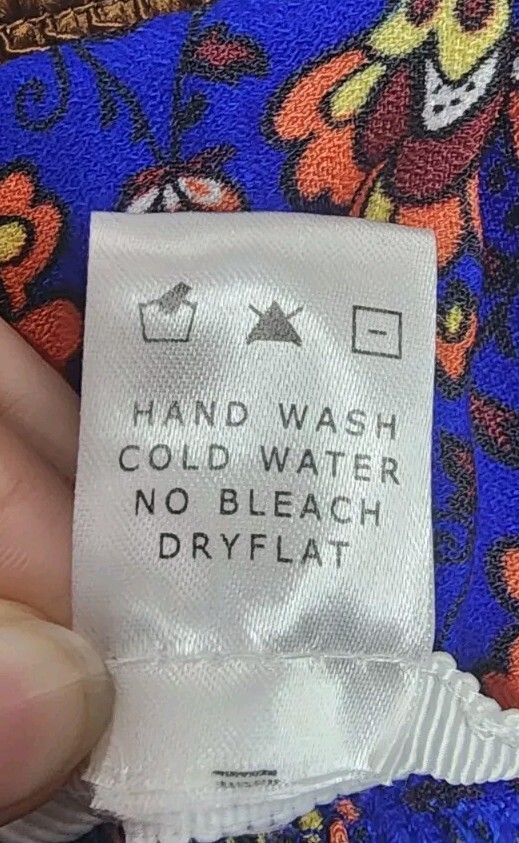 HAND WASH
COLD WATER
NO BLEACH
DRYFLAT